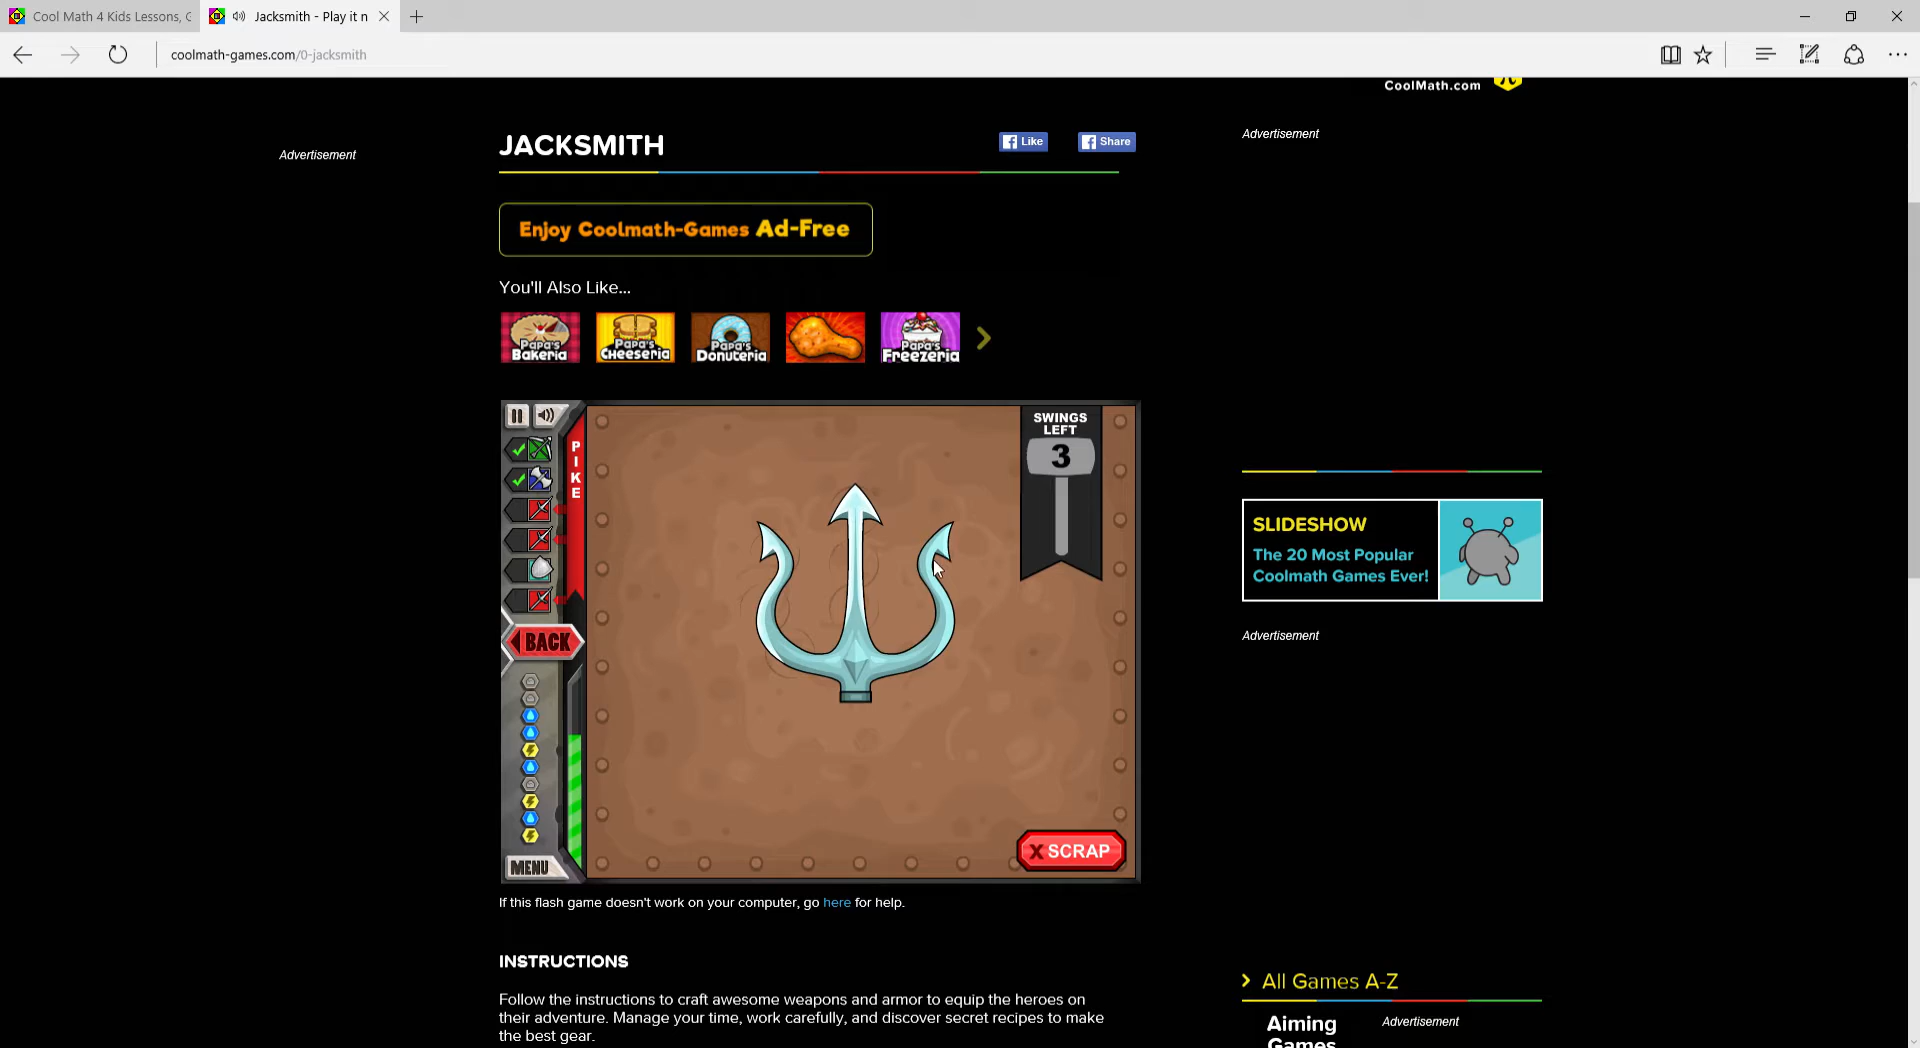 Cool Math 4 Kids Lessons, G
Jacksmith - Play it n
coolmath-games.com/0-jacksmith
CoolMath.com
Advertisement
Advertisement
JACKSMITH
Like
Share
Enjoy Coolmath-Games Ad-Free
You'll Also Like...
Papa's Bakeria
Papa's Cheeseria
Papa's Donuteria
Papa's Freezeria
PIKE
SWINGS
LEFT
3
BACK
MENU
X SCRAP
SLIDESHOW
The 20 Most Popular
Coolmath Games Ever!
Advertisement
If this flash game doesn't work on your computer, go here for help.
INSTRUCTIONS
Follow the instructions to craft awesome weapons and armor to equip the heroes on
their adventure. Manage your time, work carefully, and discover secret recipes to make
the best gear.
All Games A-Z
Aiming
Games
Advertisement